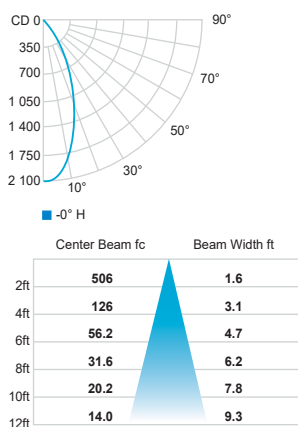 CD 0
90°
350
700
70°
1 050
1 400
50°
1 750
30°
2 100
10°
-0° H
Center Beam fc Beam Width ft
506 1.6
2ft
126 3.1
4ft
56.2 4.7
6ft
31.6 6.2
8ft
20.2 7.8
10ft
14.0 9.3
12ft